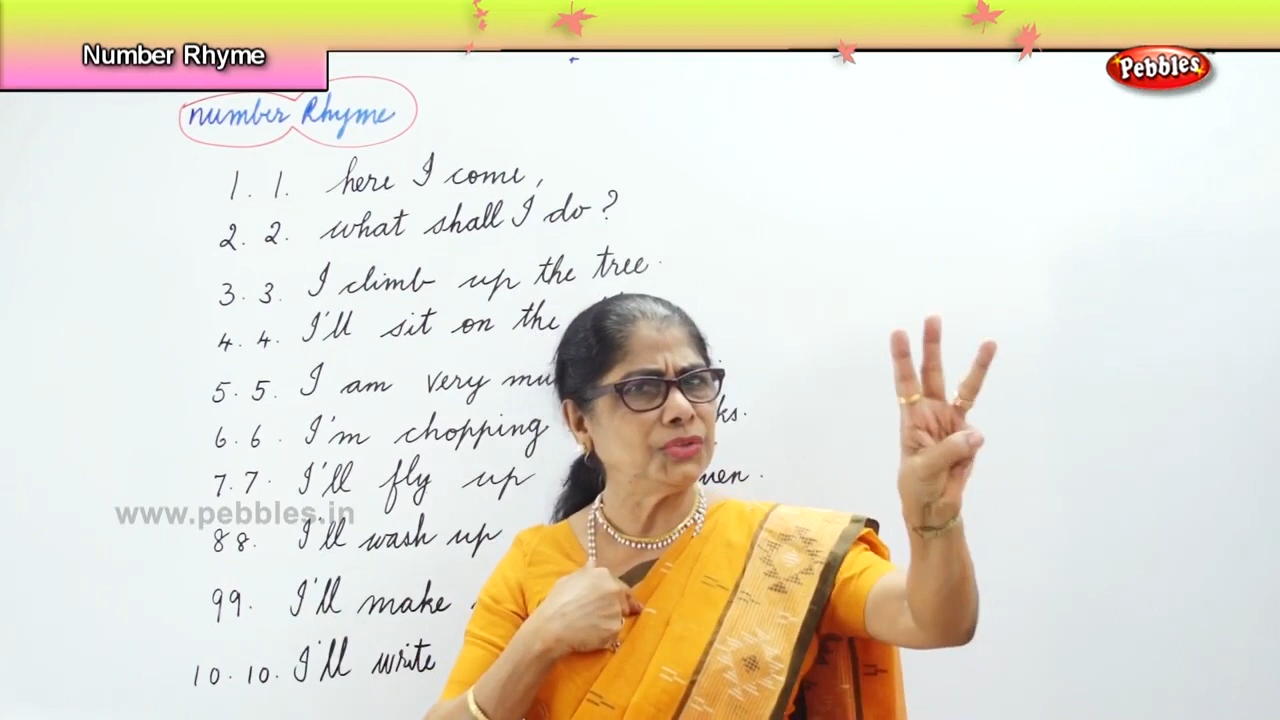 Number Rhyme
Pebbles
number Rhyme
1. 1. here I come,
2. 2. what shall I do?
3. 3. I climb up the tree.
4. 4. I'll sit on the
5. 5. I am very
6. 6. I'm chopping
7. 7. I'll fly up
www.pebbles.in
8 8. I'll wash up
9 9. I'll make
10. 10. I'll write